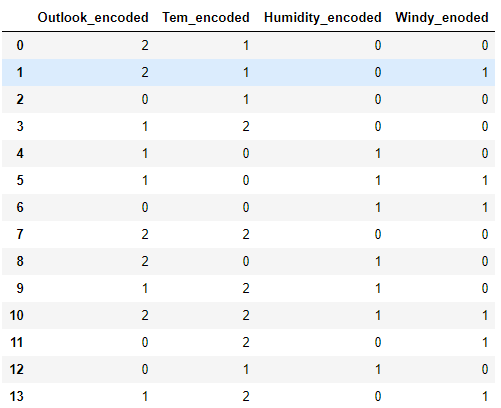 Outlook_encoded Tem_encoded Humidity_encoded Windy_enoded
0 2 1 0 0
1 2 1 0 1
2 0 1 0 0
3 1 2 0 0
4 1 0 1 0
5 1 0 1 1
6 0 0 1 1
7 2 2 0 0
8 2 0 1 0
9 1 2 1 0
10 2 2 1 1
11 0 2 0 1
12 0 1 1 0
13 1 2 0 1